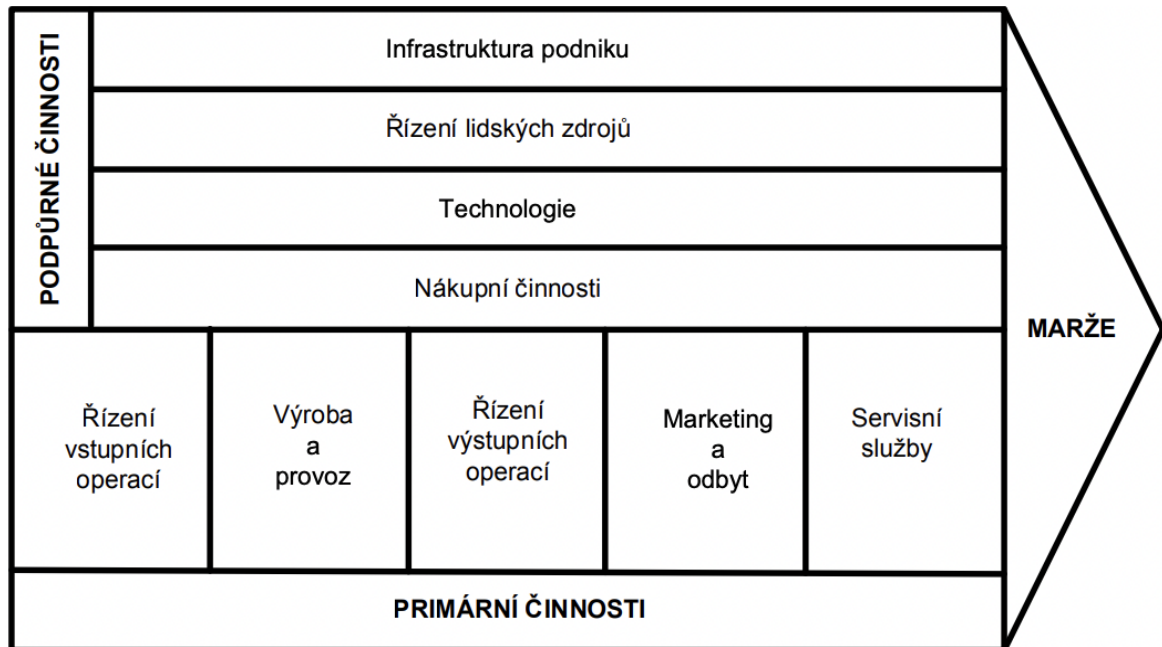 PODPŮRNÉ ČINNOSTI
Infrastruktura podniku
Řízení lidských zdrojů
Technologie
Nákupní činnosti
MARŽE
Řízení
vstupních
operací
Výroba
a
provoz
Řízení
výstupních
operací
Marketing
a
odbyt
Servisní
služby
PRIMÁRNÍ ČINNOSTI